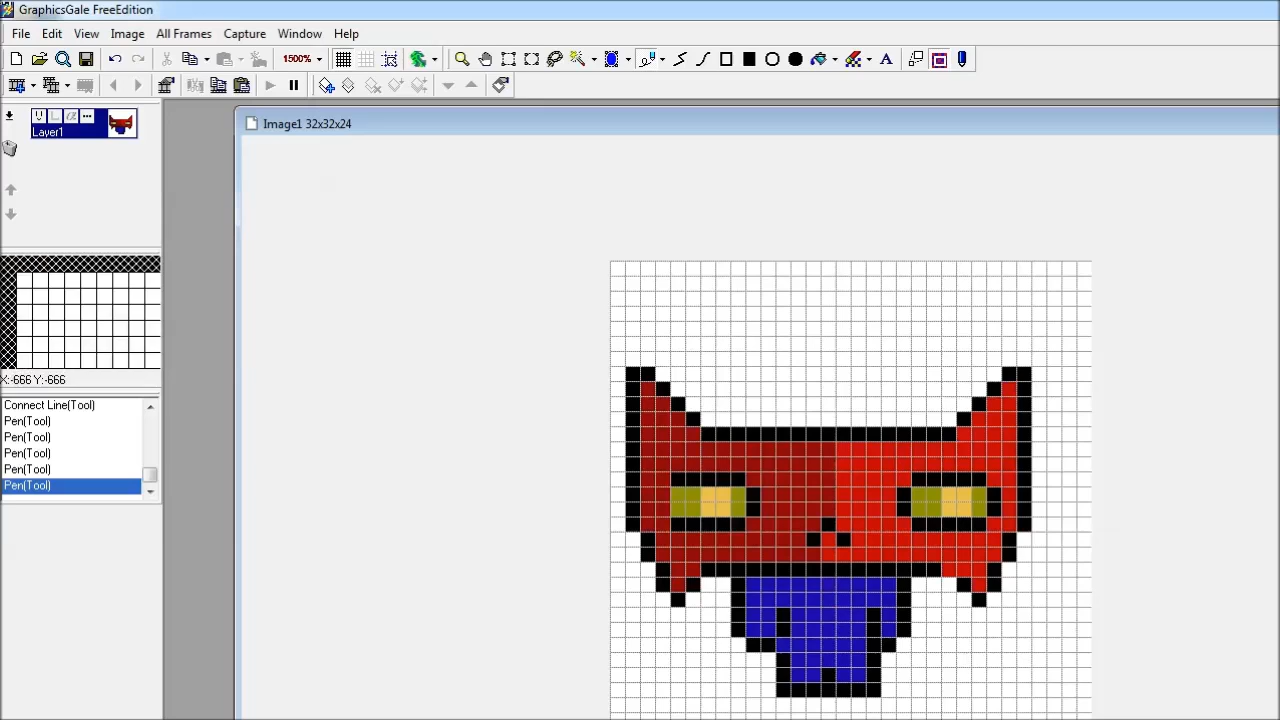 GraphicsGale FreeEdition
File Edit View Image All Frames Capture Window Help
1500%
A
Layer1
Image1 32x32x24
X:-666 Y:-666
Connect Line(Tool)
Pen(Tool)
Pen(Tool)
Pen(Tool)
Pen(Tool)
Pen(Tool)